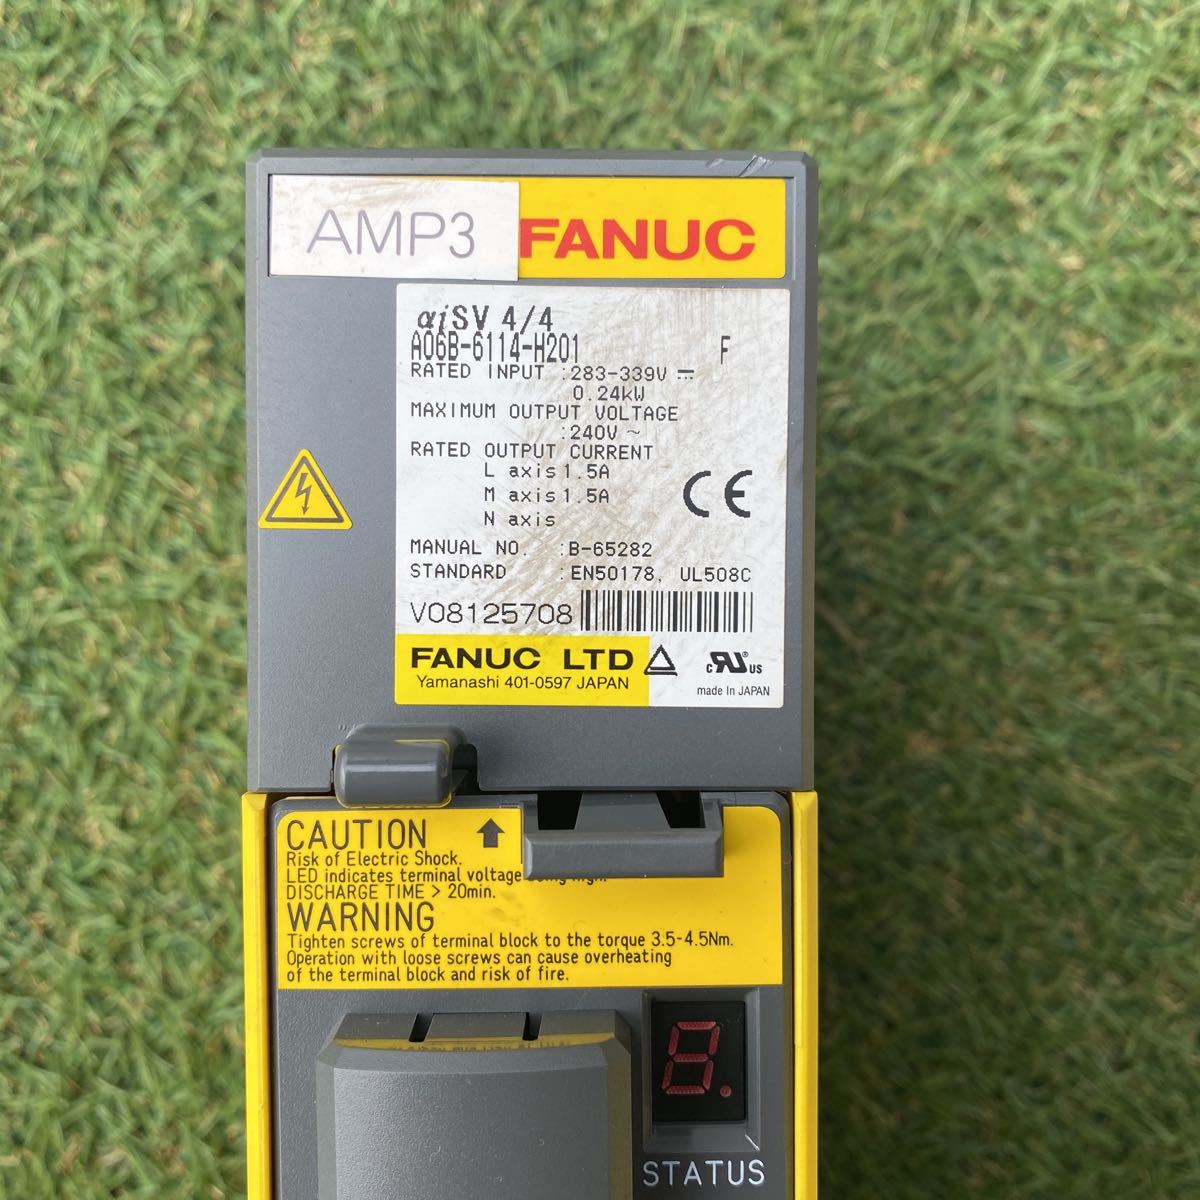 AMP3
FANUC
αiSV 4/4
A06B-6114-H201 F
RATED INPUT :283-339V ⎓
0.24kW
MAXIMUM OUTPUT VOLTAGE
:240V ~
RATED OUTPUT CURRENT
L axis 1.5A
M axis 1.5A
N axis
MANUAL NO. :B-65282
STANDARD :EN50178, UL508C
CE
V08125708
FANUC LTD
Yamanashi 401-0597 JAPAN
c RU® US
made in JAPAN
CAUTION
Risk of Electric Shock.
LED indicates terminal voltage
DISCHARGE TIME > 20min.
WARNING
Tighten screws of terminal block to the torque 3.5-4.5Nm.
Operation with loose screws can cause overheating
of the terminal block and risk of fire.
8.
STATUS